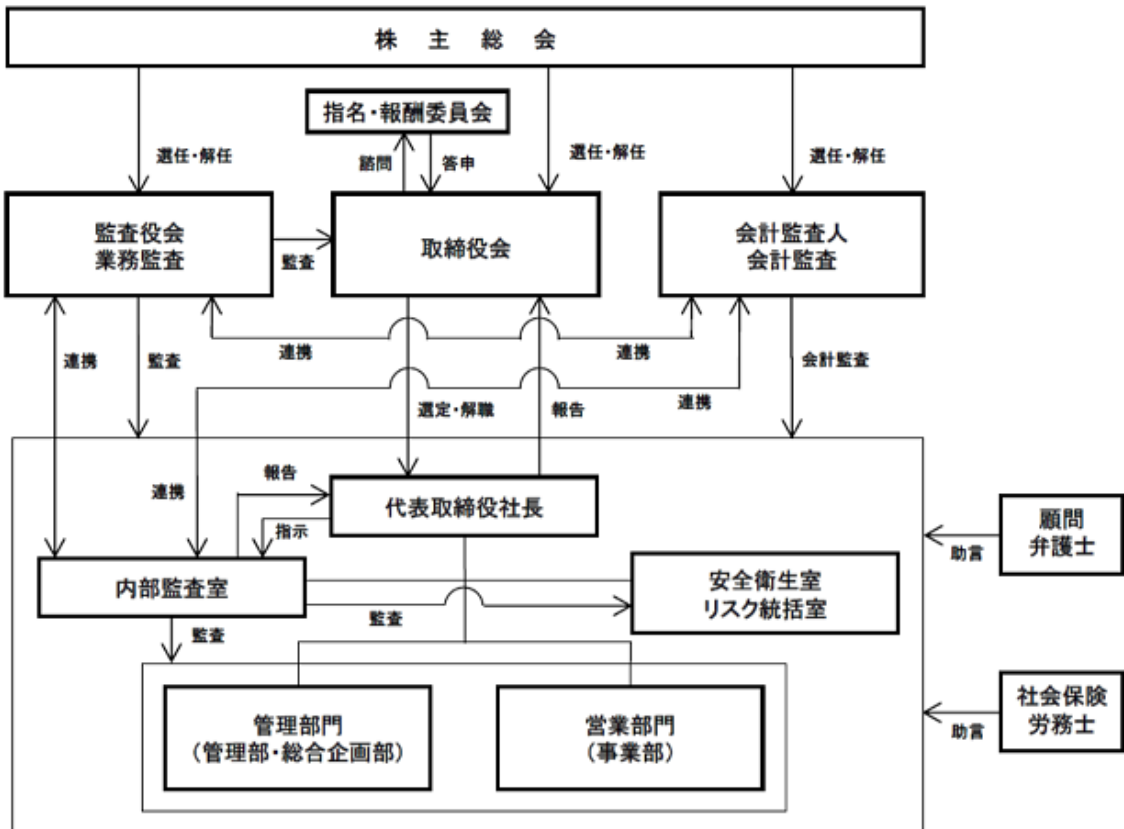 株主総会
指名・報酬委員会
選任・解任
諮問
答申
選任・解任
選任・解任
監査役会
業務監査
監査
取締役会
会計監査人
会計監査
連携
監査
連携
連携
会計監査
選定・解職
報告
連携
連携
報告
代表取締役社長
指示
顧問
弁護士
助言
内部監査室
安全衛生室
リスク統括室
監査
監査
管理部門
（管理部・総合企画部）
営業部門
（事業部）
社会保険
労務士
助言